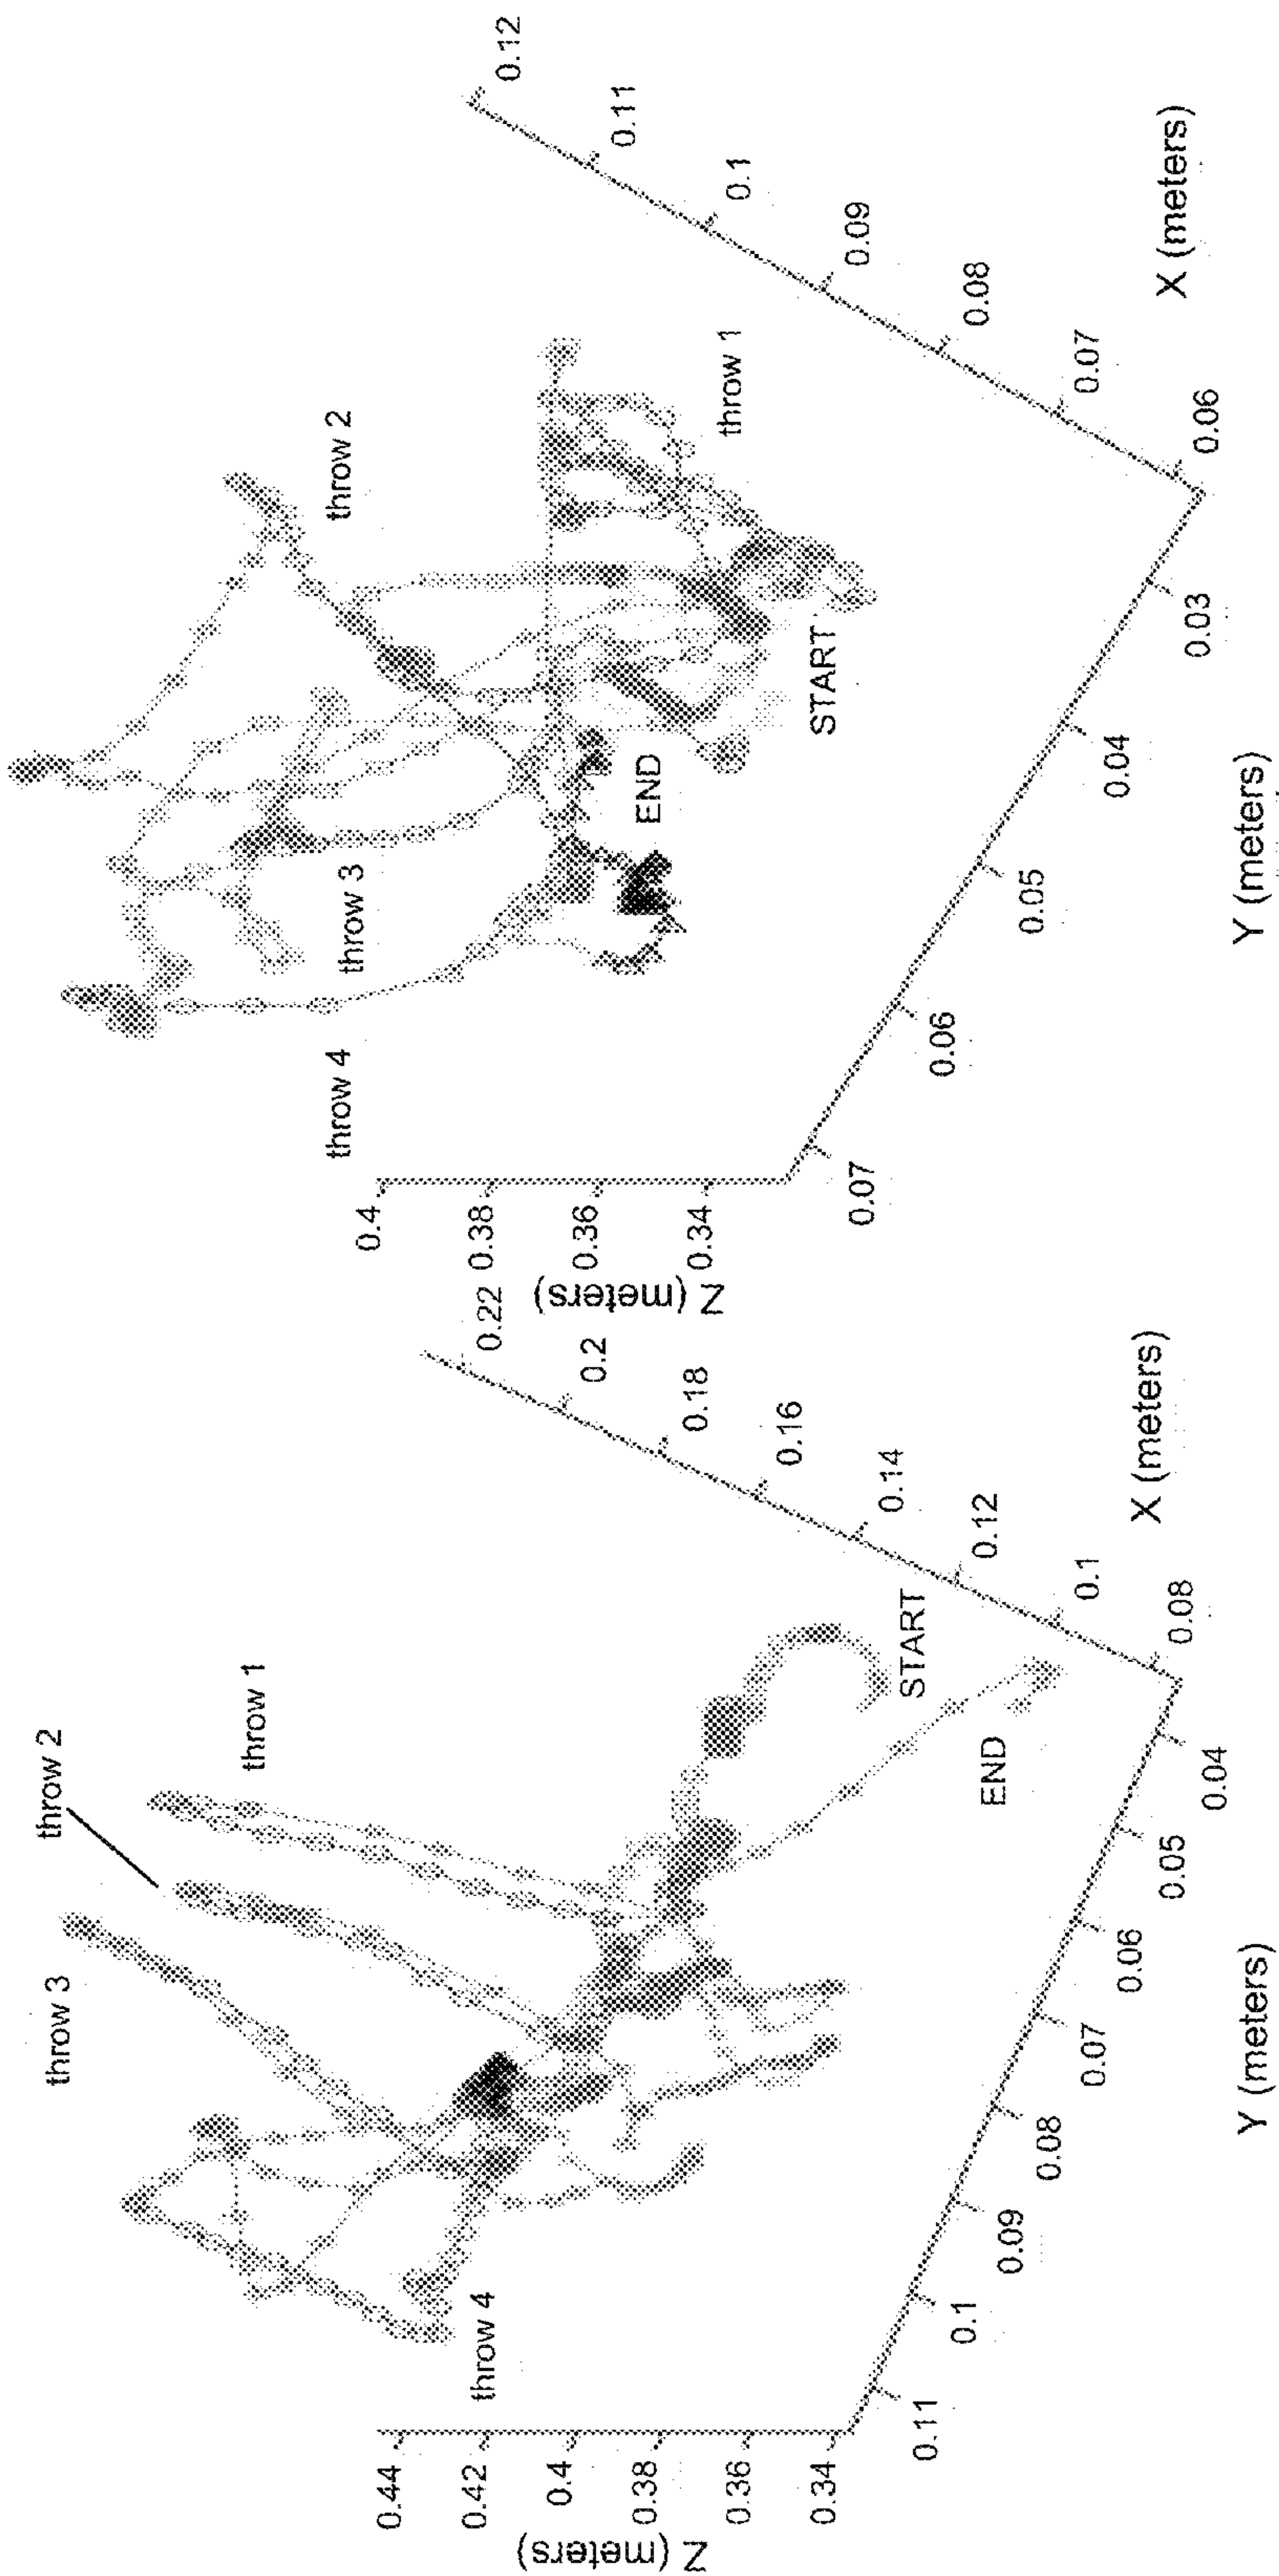 throw 3
throw 2
throw 1
throw 4
START
END
Z (meters)
0.44
0.42
0.4
0.38
0.36
0.34
0.11
0.1
0.09
0.08
0.07
0.06
0.05
0.04
Y (meters)
0.08
0.1
0.12
0.14
0.16
0.18
0.2
0.22
X (meters)
throw 4
throw 3
throw 2
throw 1
END
START
Z (meters)
0.4
0.38
0.36
0.34
0.07
0.06
0.05
0.04
0.03
Y (meters)
0.06
0.07
0.08
0.09
0.1
0.11
0.12
X (meters)